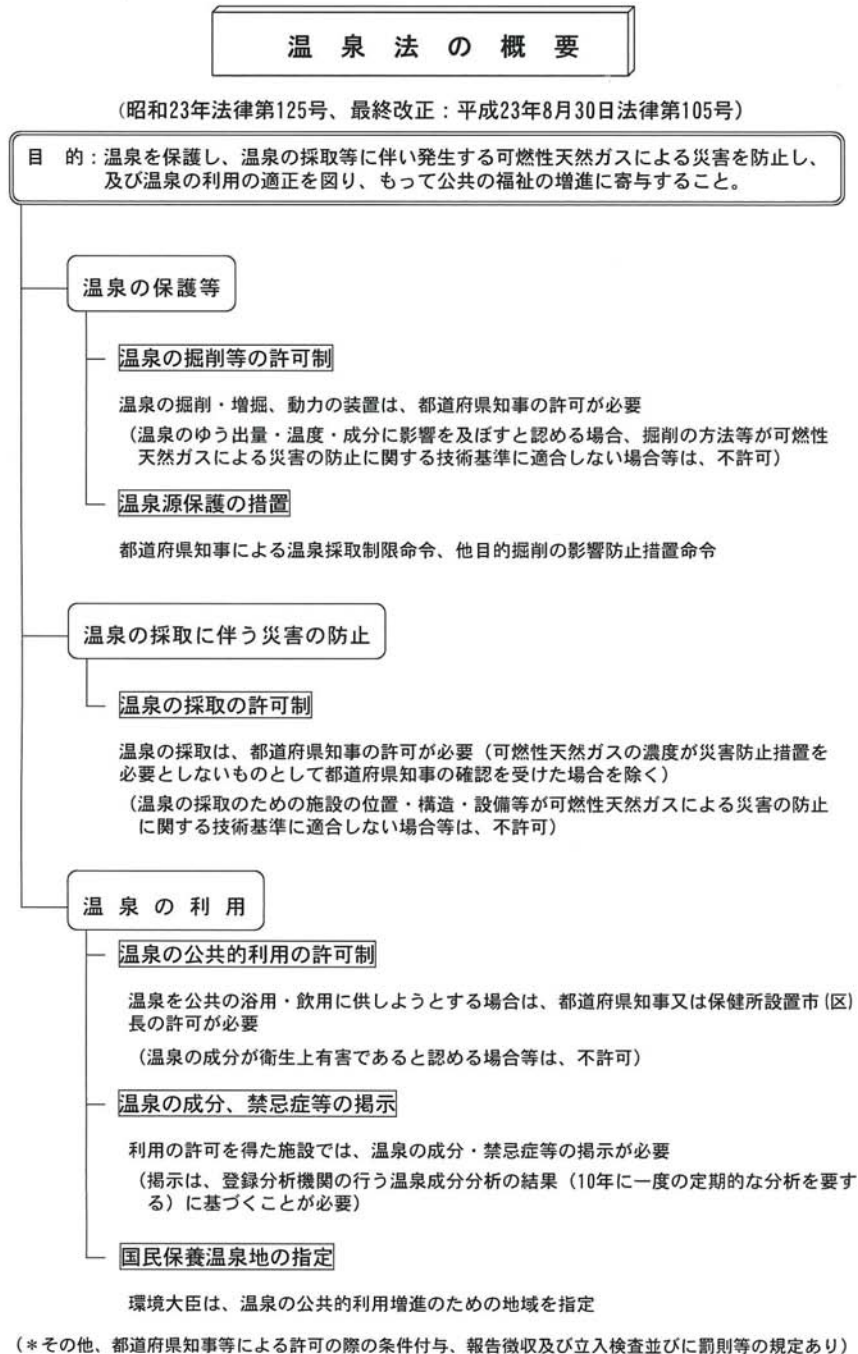 温泉法の概要
(昭和23年法律第125号、最終改正：平成23年8月30日法律第105号)
目　的：温泉を保護し、温泉の採取等に伴い発生する可燃性天然ガスによる災害を防止し、
及び温泉の利用の適正を図り、もって公共の福祉の増進に寄与すること。
温泉の保護等
温泉の掘削等の許可制
温泉の掘削・増掘、動力の装置は、都道府県知事の許可が必要
（温泉のゆう出量・温度・成分に影響を及ぼすと認める場合、掘削の方法等が可燃性
天然ガスによる災害の防止に関する技術基準に適合しない場合等は、不許可）
温泉源保護の措置
都道府県知事による温泉採取制限命令、他目的掘削の影響防止措置命令
温泉の採取に伴う災害の防止
温泉の採取の許可制
温泉の採取は、都道府県知事の許可が必要（可燃性天然ガスの濃度が災害防止措置を
必要としないものとして都道府県知事の確認を受けた場合を除く）
（温泉の採取のための施設の位置・構造・設備等が可燃性天然ガスによる災害の防止
に関する技術基準に適合しない場合等は、不許可）
温泉の利用
温泉の公共的利用の許可制
温泉を公共の浴用・飲用に供しようとする場合は、都道府県知事又は保健所設置市(区)
長の許可が必要
（温泉の成分が衛生上有害であると認める場合等は、不許可）
温泉の成分、禁忌症等の掲示
利用の許可を得た施設では、温泉の成分・禁忌症等の掲示が必要
（掲示は、登録分析機関の行う温泉成分分析の結果（10年に一度の定期的な分析を要す
る）に基づくことが必要）
国民保養温泉地の指定
環境大臣は、温泉の公共的利用増進のための地域を指定
(＊その他、都道府県知事等による許可の際の条件付与、報告徴収及び立入検査並びに罰則等の規定あり)